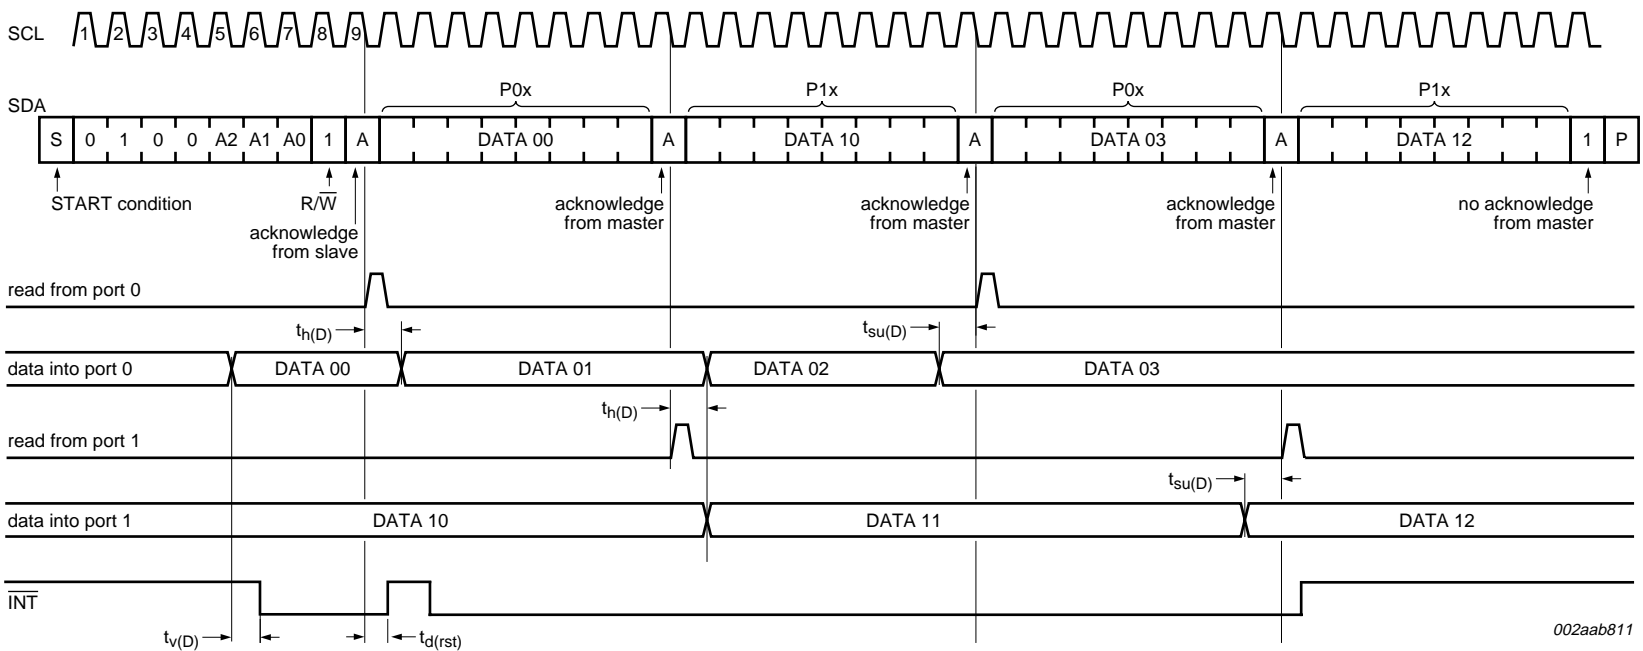 SCL 1 2 3 4 5 6 7 8 9
P0x P1x P0x P1x
SDA
S 0 1 0 0 A2 A1 A0 1 A DATA 00 A DATA 10 A DATA 03 A DATA 12 1 P
START condition R/W acknowledge acknowledge acknowledge no acknowledge
from master from master from master from master
acknowledge
from slave
read from port 0
th(D) tsu(D)
data into port 0 DATA 00 DATA 01 DATA 02 DATA 03
th(D)
read from port 1
tsu(D)
data into port 1 DATA 10 DATA 11 DATA 12
INT
tv(D) td(rst)
002aab811